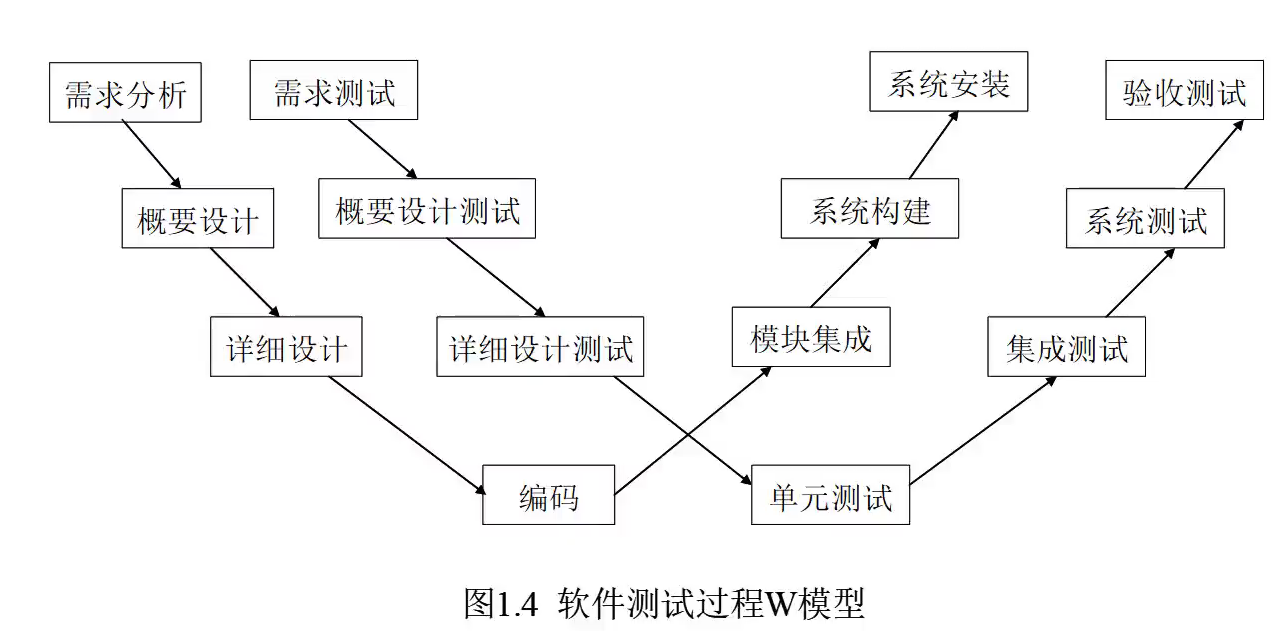 需求分析
需求测试
系统安装
验收测试
概要设计
概要设计测试
系统构建
系统测试
详细设计
详细设计测试
模块集成
集成测试
编码
单元测试
图1.4 软件测试过程W模型